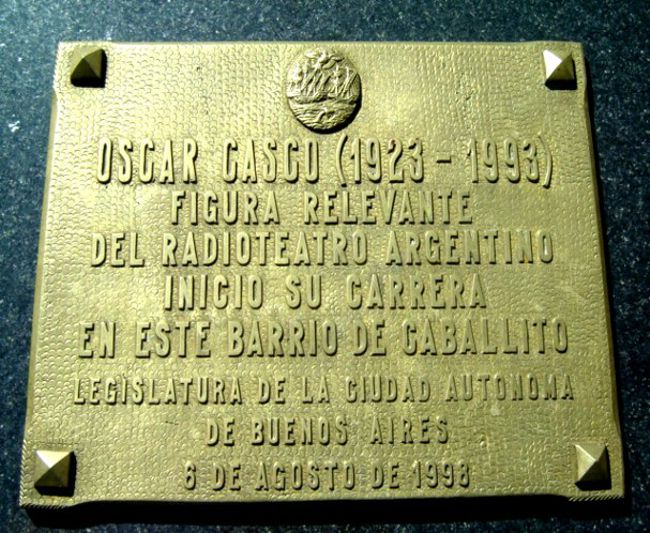 OSCAR CASCO (1923 - 1993)
FIGURA RELEVANTE
DEL RADIOTEATRO ARGENTINO
INICIO SU CARRERA
EN ESTE BARRIO DE CABALLITO
LEGISLATURA DE LA CIUDAD AUTONOMA
DE BUENOS AIRES
6 DE AGOSTO DE 1998